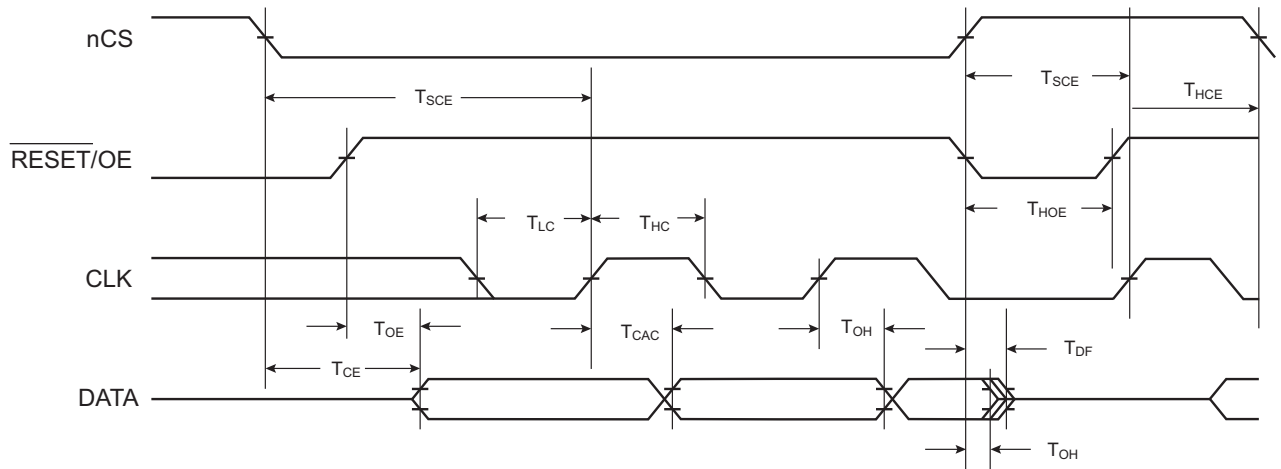 nCS
TSCE
TSCE
THCE
RESET/OE
TLC
THC
THOE
CLK
TOE
TCAC
TOH
TDF
TCE
DATA
TOH